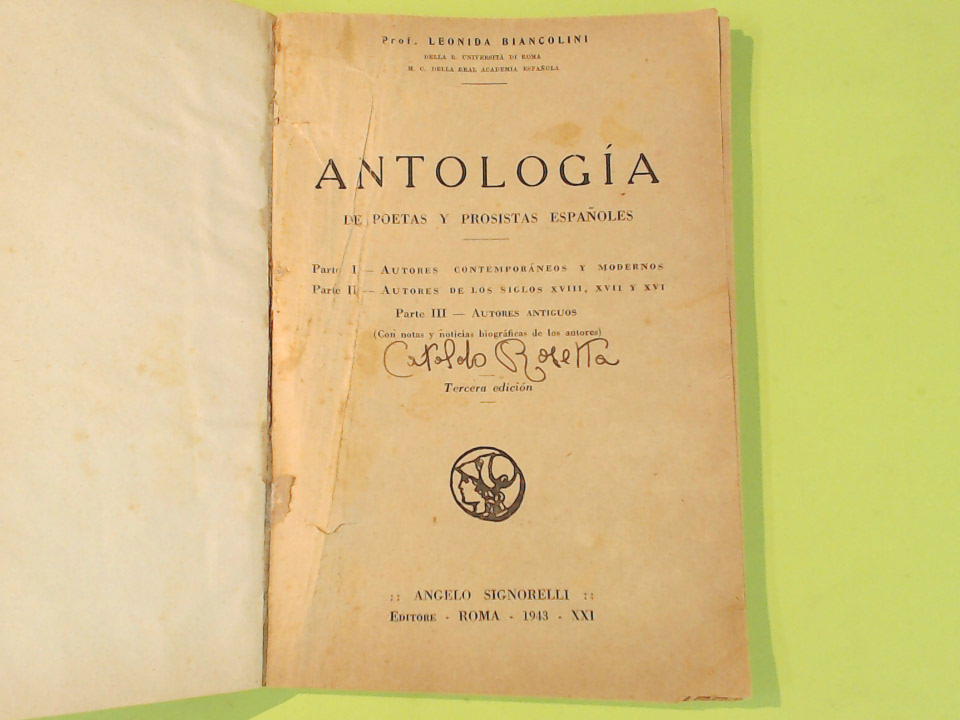 Prof. LEONIDA BIANCOLINI
DELLA R. UNIVERSITÀ DI ROMA
M. C. DELLA REAL ACADEMIA ESPAÑOLA
ANTOLOGÍA
DE POETAS Y PROSISTAS ESPAÑOLES
Parte I — AUTORES CONTEMPORÁNEOS Y MODERNOS
Parte II — AUTORES DE LOS SIGLOS XVIII, XVII Y XVI
Parte III — AUTORES ANTIGUOS
(Con notas y noticias biográficas de los autores)
Cataldo Rosetta
Tercera edición
:: ANGELO SIGNORELLI ::
EDITORE - ROMA - 1943 - XXI